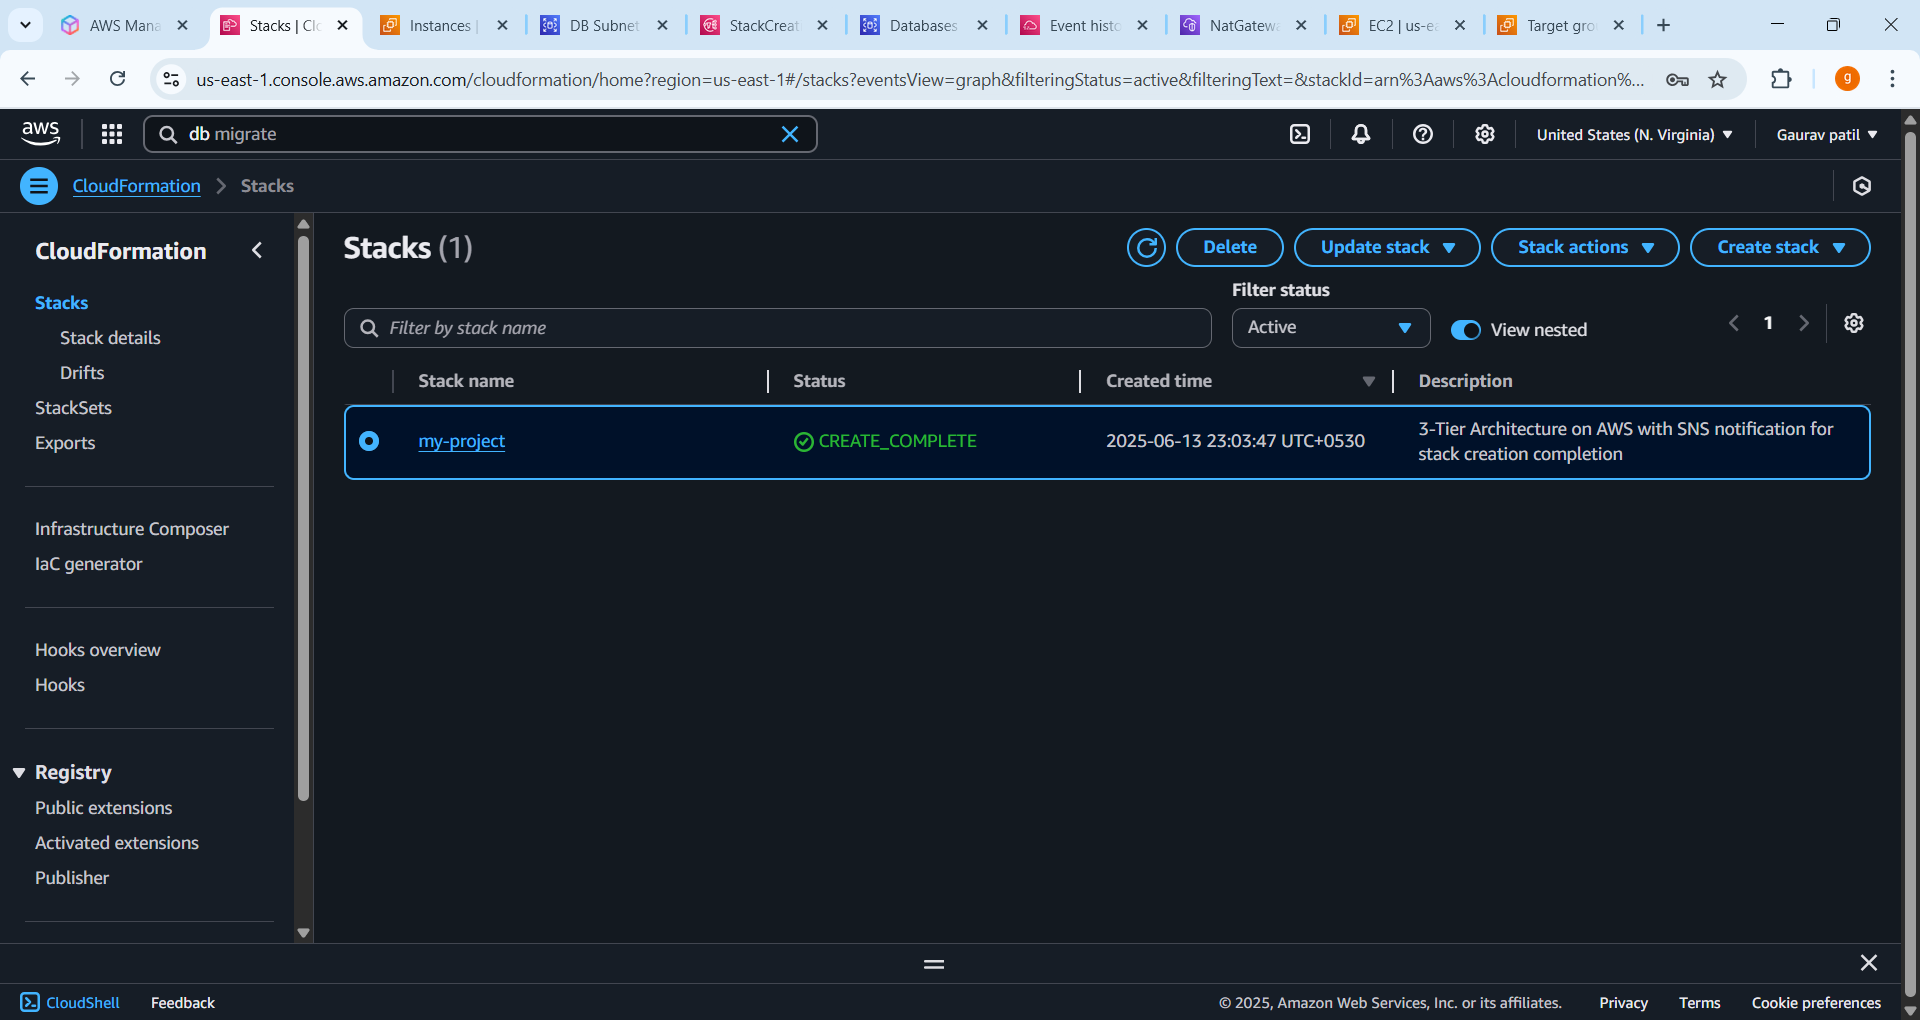 AWS Mana
Stacks | Clo
Instances |
DB Subnet
StackCreat
Databases
Event histo
NatGatewa
EC2 | us-ea
Target gro
us-east-1.console.aws.amazon.com/cloudformation/home?region=us-east-1#/stacks?eventsView=graph&filteringStatus=active&filteringText=&stackId=arn%3Aaws%3Acloudformation%...
g
aws
db migrate
United States (N. Virginia)
Gaurav patil
CloudFormation
Stacks
CloudFormation
Stacks
Stack details
Drifts
StackSets
Exports
Infrastructure Composer
IaC generator
Hooks overview
Hooks
Registry
Public extensions
Activated extensions
Publisher
Stacks (1)
Delete
Update stack
Stack actions
Create stack
Filter by stack name
Filter status
Active
View nested
1
Stack name
Status
Created time
Description
my-project
CREATE_COMPLETE
2025-06-13 23:03:47 UTC+0530
3-Tier Architecture on AWS with SNS notification for
stack creation completion
CloudShell
Feedback
© 2025, Amazon Web Services, Inc. or its affiliates.
Privacy
Terms
Cookie preferences